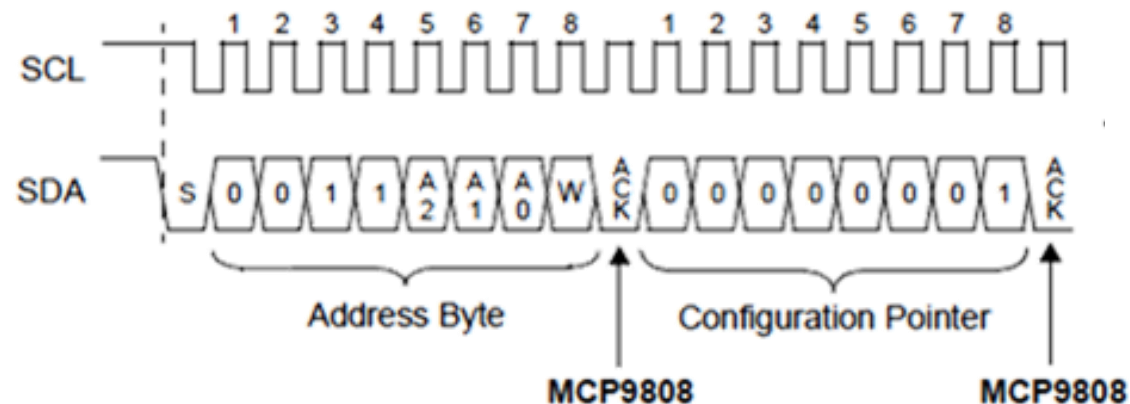 1 2 3 4 5 6 7 8 1 2 3 4 5 6 7 8
SCL
SDA S 0 0 1 1 A2 A1 A0 W ACK 0 0 0 0 0 0 0 1 ACK
Address Byte Configuration Pointer
MCP9808 MCP9808